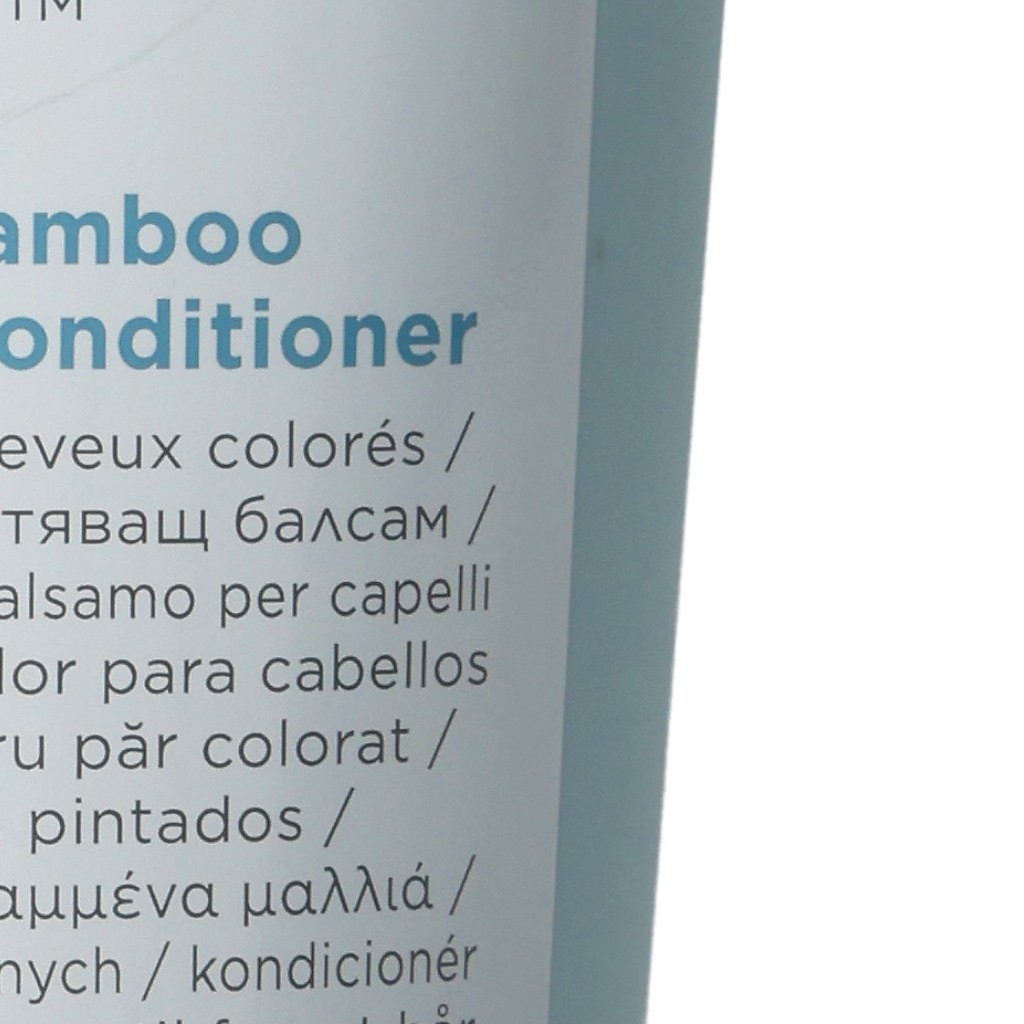 TM
amboo
onditioner
eveux colorés /
тяващ балсам /
alsamo per capelli
lor para cabellos
ru păr colorat /
pintados /
αμμένα μαλλιά /
nych / kondicionér